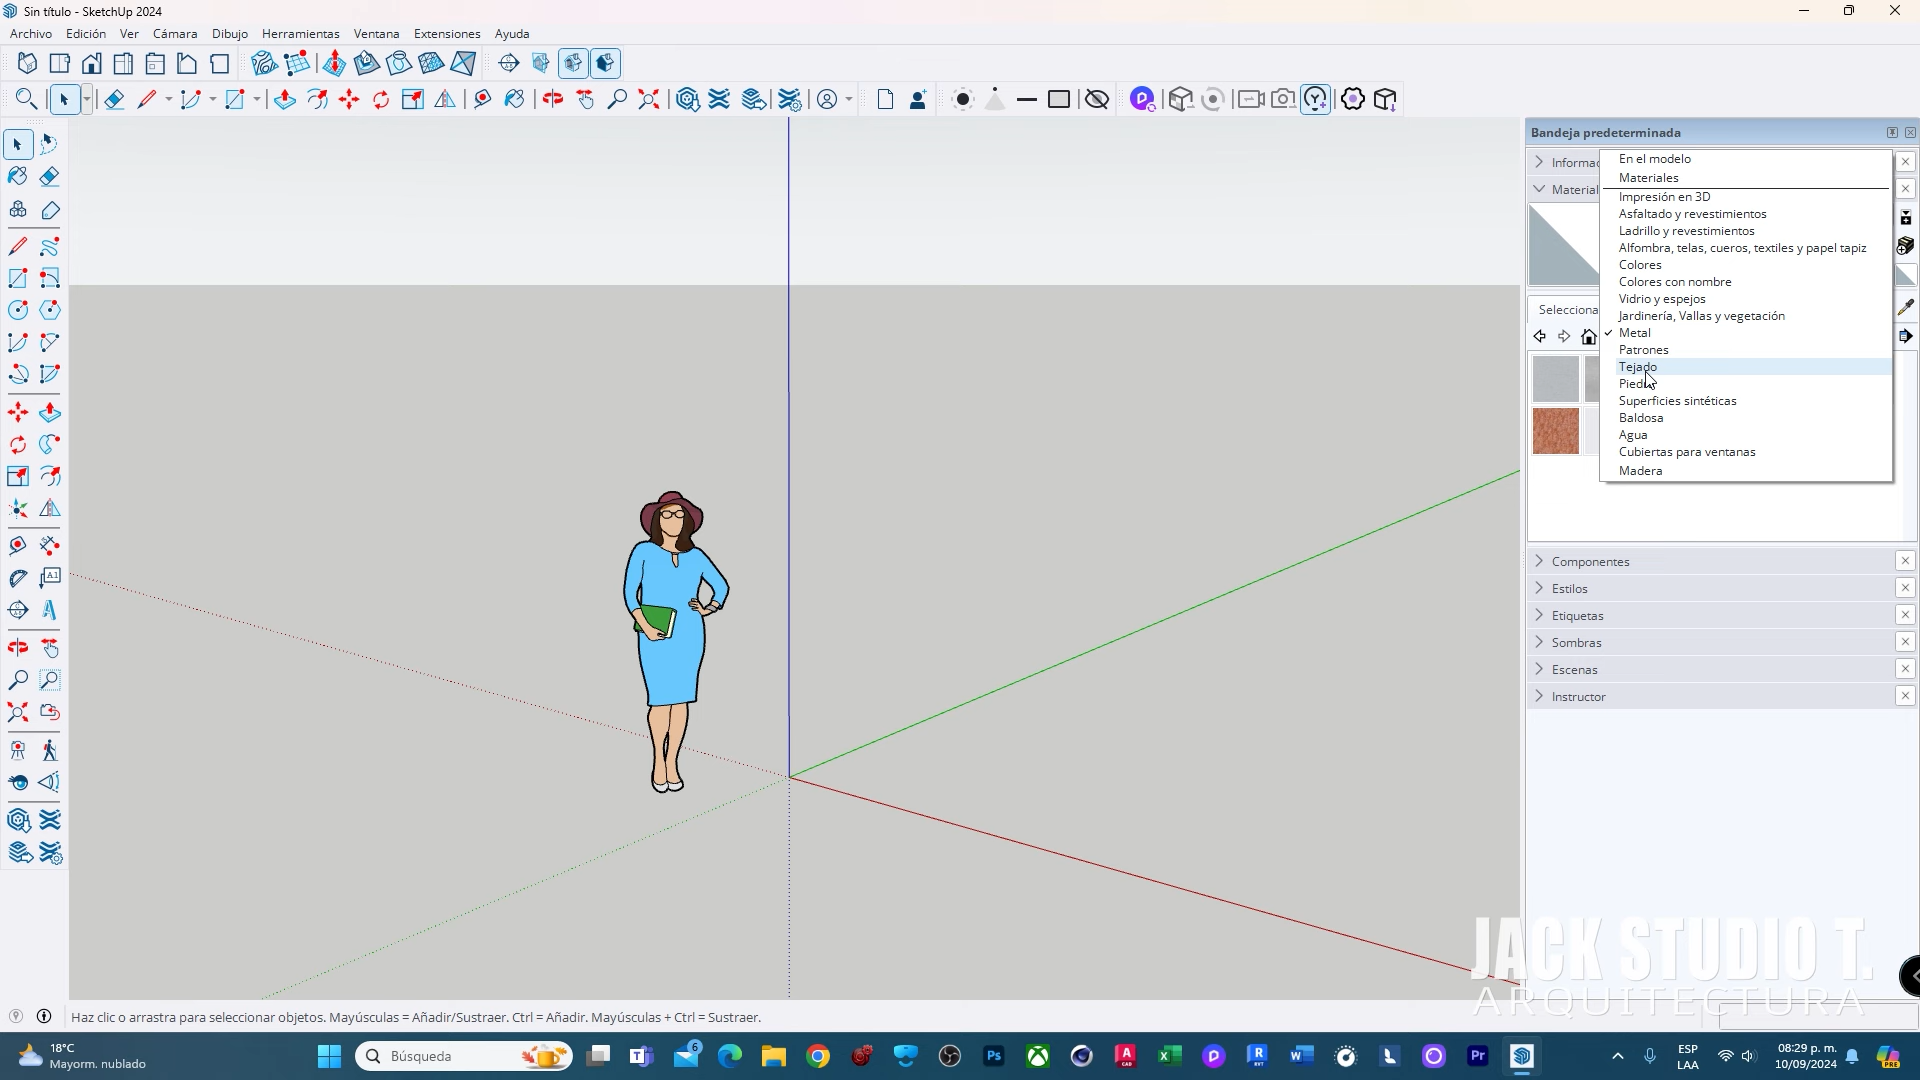 Sin título - SketchUp 2024
Archivo Edición Ver Cámara Dibujo Herramientas Ventana Extensiones Ayuda
Bandeja predeterminada
Informac
Material
En el modelo
Materiales
Impresión en 3D
Asfaltado y revestimientos
Ladrillo y revestimientos
Alfombra, telas, cueros, textiles y papel tapiz
Colores
Colores con nombre
Vidrio y espejos
Jardinería, Vallas y vegetación
Metal
Patrones
Tejado
Piedra
Superficies sintéticas
Baldosa
Agua
Cubiertas para ventanas
Madera
Selecciona
Componentes
Estilos
Etiquetas
Sombras
Escenas
Instructor
JACK STUDIO T.
ARQUITECTURA
Haz clic o arrastra para seleccionar objetos. Mayúsculas = Añadir/Sustraer. Ctrl = Añadir. Mayúsculas + Ctrl = Sustraer.
18°C
Mayorm. nublado
Búsqueda
6
ESP
LAA
08:29 p. m.
10/09/2024